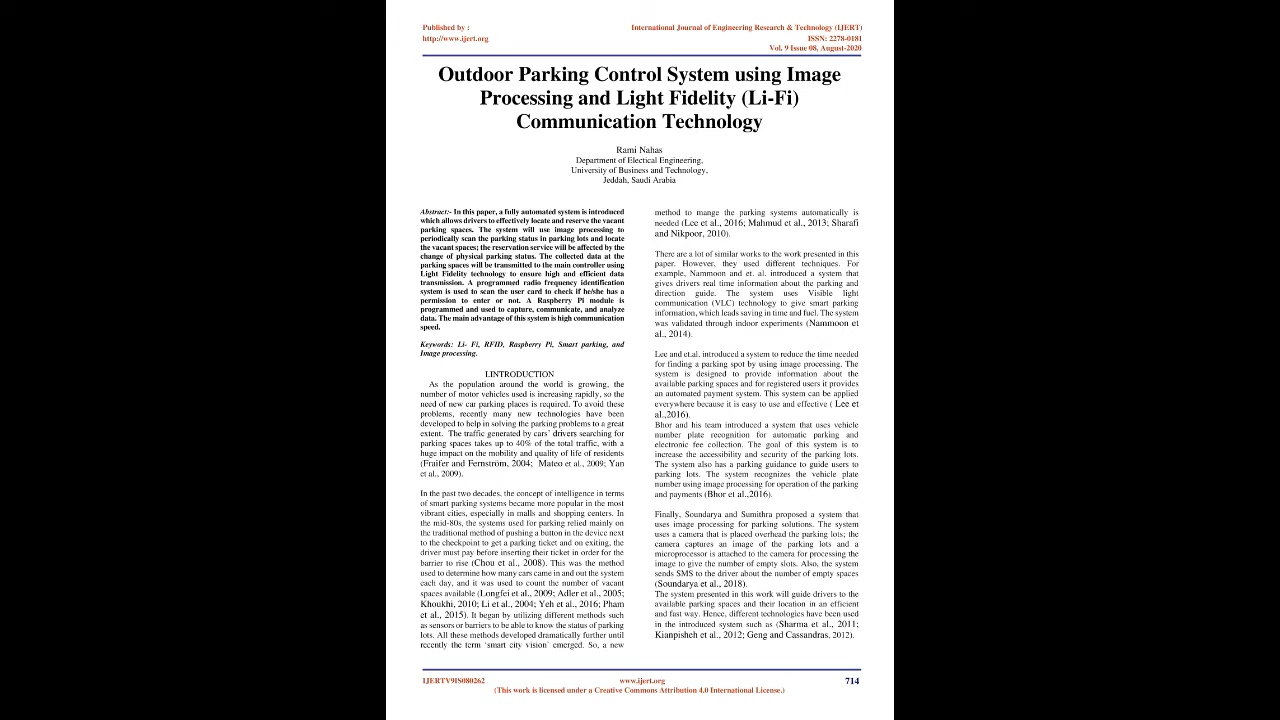 Published by :
http://www.ijert.org
International Journal of Engineering Research & Technology (IJERT)
ISSN: 2278-0181
Vol. 9 Issue 08, August-2020
Outdoor Parking Control System using Image
Processing and Light Fidelity (Li-Fi)
Communication Technology
Rami Nahas
Department of Electical Engineering,
University of Business and Technology,
Jeddah, Saudi Arabia
Abstract:- In this paper, a fully automated system is introduced
which allows drivers to effectively locate and reserve the vacant
parking spaces. The system will use image processing to
periodically scan the parking status in parking lots and locate
the vacant spaces; the reservation service will be affected by the
change of physical parking status. The collected data at the
parking spaces will be transmitted to the main controller using
Light Fidelity technology to ensure high and efficient data
transmission. A programmed radio frequency identification
system is used to scan the user card to check if he/she has a
permission to enter or not. A Raspberry Pi module is
programmed and used to capture, communicate, and analyze
data. The main advantage of this system is high communication
speed.
Keywords: Li- Fi, RFID, Raspberry Pi, Smart parking, and
Image processing.
I.INTRODUCTION
As the population around the world is growing, the
number of motor vehicles used is increasing rapidly, so the
need of new car parking places is required. To avoid these
problems, recently many new technologies have been
developed to help in solving the parking problems to a great
extent. The traffic generated by cars' drivers searching for
parking spaces takes up to 40% of the total traffic, with a
huge impact on the mobility and quality of life of residents
(Fraifer and Fernström, 2004; Mateo et al., 2009; Yan
et al., 2009).
In the past two decades, the concept of intelligence in terms
of smart parking systems became more popular in the most
vibrant cities, especially in malls and shopping centers. In
the mid-80s, the systems used for parking relied mainly on
the traditional method of pushing a button in the device next
to the checkpoint to get a parking ticket and on exiting, the
driver must pay before inserting their ticket in order for the
barrier to rise (Chou et al., 2008). This was the method
used to determine how many cars came in and out the system
each day, and it was used to count the number of vacant
spaces available (Longfei et al., 2009; Adler et al., 2005;
Khoukhi, 2010; Li et al., 2004; Yeh et al., 2016; Pham
et al., 2015). It began by utilizing different methods such
as sensors or barriers to be able to know the status of parking
lots. All these methods developed dramatically further until
recently the term 'smart city vision' emerged. So, a new
method to mange the parking systems automatically is
needed (Lee et al., 2016; Mahmud et al., 2013; Sharafi
and Nikpoor, 2010).
There are a lot of similar works to the work presented in this
paper. However, they used different techniques. For
example, Nammoon and et. al. introduced a system that
gives drivers real time information about the parking and
direction guide. The system uses Visible light
communication (VLC) technology to give smart parking
information, which leads saving in time and fuel. The system
was validated through indoor experiments (Nammoon et
al., 2014).
Lee and et.al. introduced a system to reduce the time needed
for finding a parking spot by using image processing. The
system is designed to provide information about the
available parking spaces and for registered users it provides
an automated payment system. This system can be applied
everywhere because it is easy to use and effective ( Lee et
al.,2016).
Bhor and his team introduced a system that uses vehicle
number plate recognition for automatic parking and
electronic fee collection. The goal of this system is to
increase the accessibility and security of the parking lots.
The system also has a parking guidance to guide users to
parking lots. The system recognizes the vehicle plate
number using image processing for operation of the parking
and payments (Bhor et al.,2016).
Finally, Soundarya and Sumithra proposed a system that
uses image processing for parking solutions. The system
uses a camera that is placed overhead the parking lots; the
camera captures an image of the parking lots and a
microprocessor is attached to the camera for processing the
image to give the number of empty slots. Also, the system
sends SMS to the driver about the number of empty spaces
(Soundarya et al., 2018).
The system presented in this work will guide drivers to the
available parking spaces and their location in an efficient
and fast way. Hence, different technologies have been used
in the introduced system such as (Sharma et al., 2011;
Kianpisheh et al., 2012; Geng and Cassandras, 2012).
IJERTV9IS080262
www.ijert.org
(This work is licensed under a Creative Commons Attribution 4.0 International License.)
714